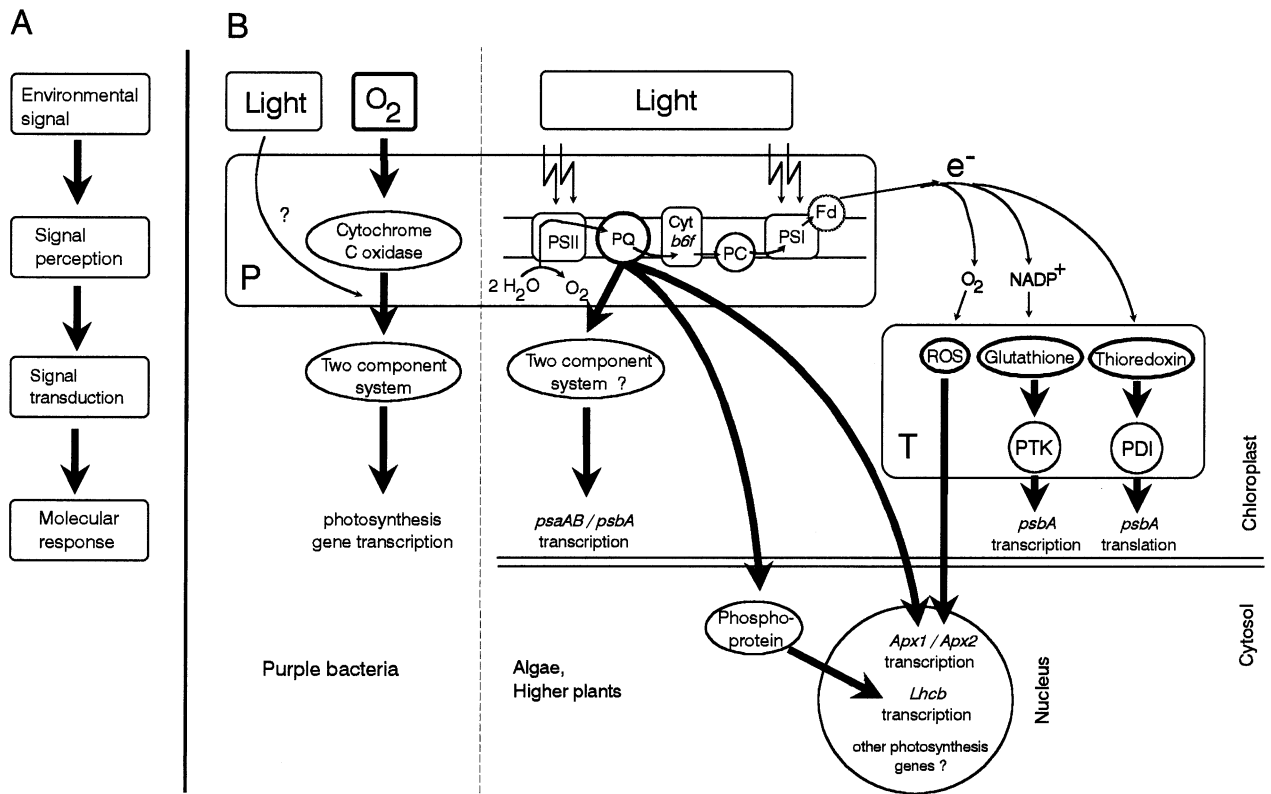 A
Environmental
signal
Signal
perception
Signal
transduction
Molecular
response
B
Light
O2
?
Cytochrome
C oxidase
P
Two component
system
photosynthesis
gene transcription
Purple bacteria
Light
PSII
PQ
Cyt
b6f
PC
PSI
Fd
2 H2O
O2
e-
O2
NADP+
Two component
system ?
psaAB / psbA
transcription
ROS
Glutathione
Thioredoxin
T
PTK
PDI
psbA
transcription
psbA
translation
Chloroplast
Cytosol
Phospho-
protein
Apx1 / Apx2
transcription
Lhcb
transcription
other photosynthesis
genes ?
Nucleus
Algae,
Higher plants